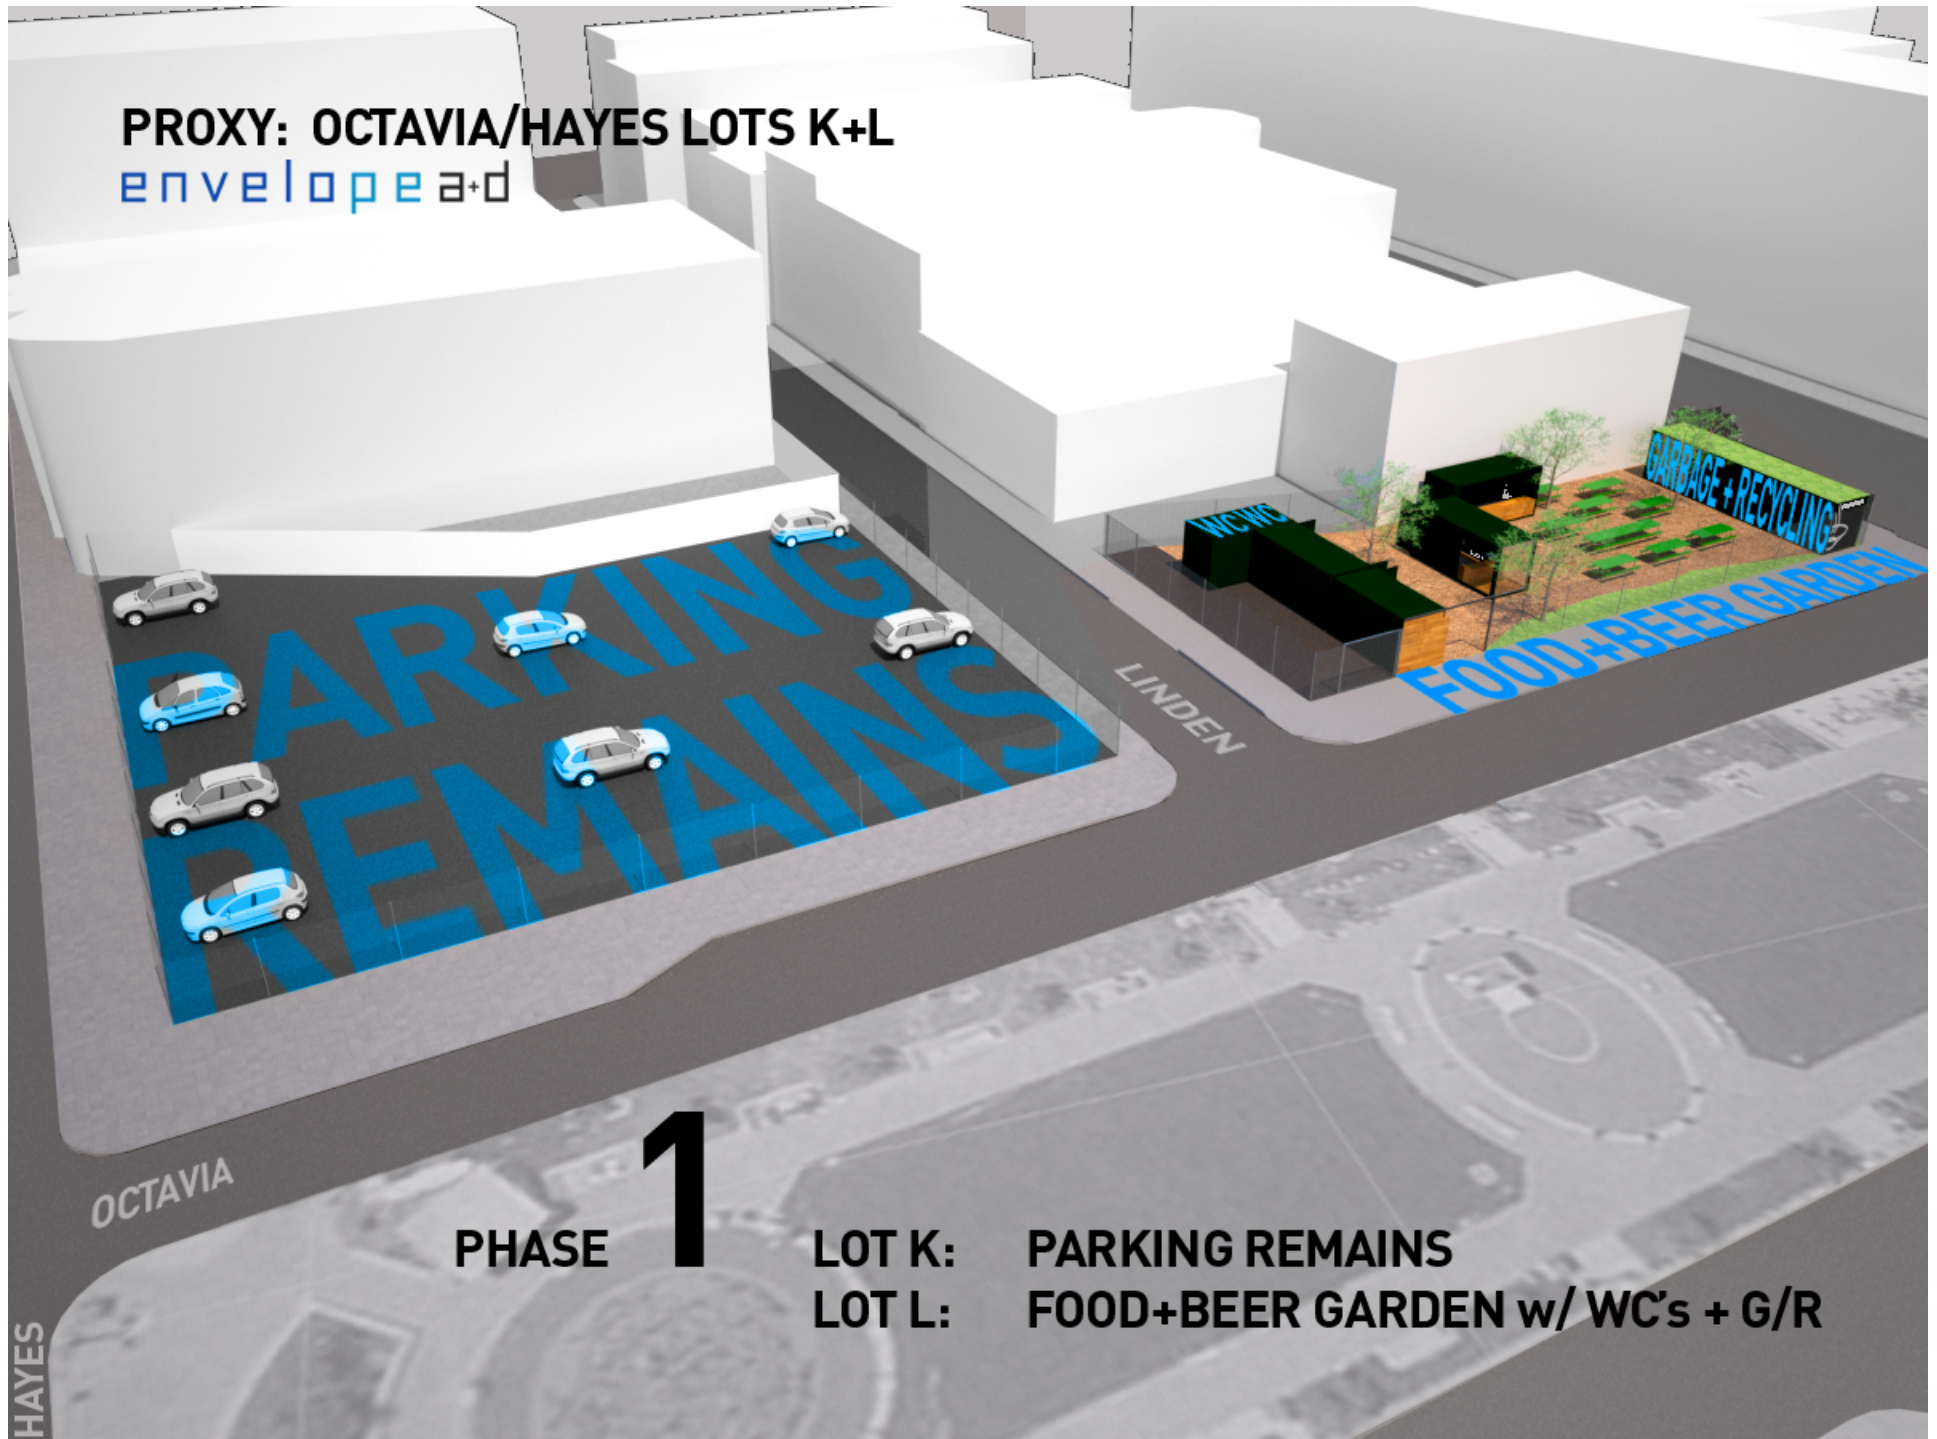 PROXY: OCTAVIA/HAYES LOTS K+L
envelope a+d
WC WC
GARBAGE + RECYCLING
FOOD+BEER GARDEN
PARKING
REMAINS
LINDEN
OCTAVIA
HAYES
PHASE 1
LOT K: PARKING REMAINS
LOT L: FOOD+BEER GARDEN w/ WC's + G/R